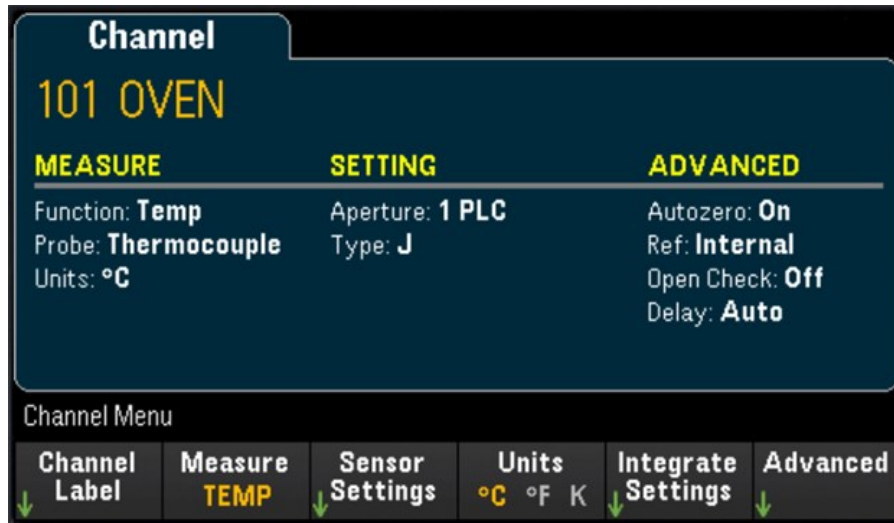 Channel
101 OVEN
MEASURE
Function: Temp
Probe: Thermocouple
Units: °C
SETTING
Aperture: 1 PLC
Type: J
ADVANCED
Autozero: On
Ref: Internal
Open Check: Off
Delay: Auto
Channel Menu
Channel
Label
Measure
TEMP
Sensor
Settings
Units
°C °F K
Integrate
Settings
Advanced